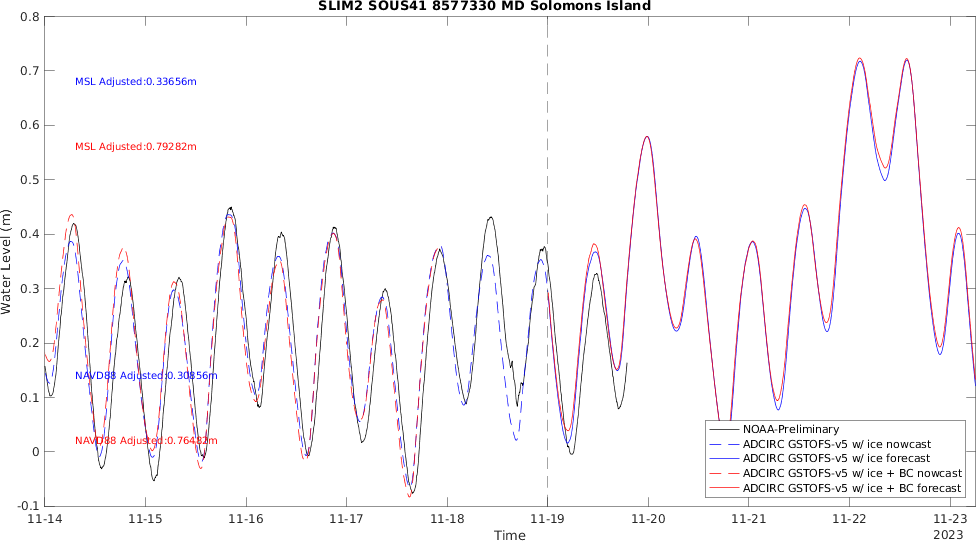 SLIM2 SOUS41 8577330 MD Solomons Island
0.8
0.7
0.6
0.5
0.4
0.3
0.2
0.1
0
-0.1
Water Level (m)
MSL Adjusted:0.33656m
MSL Adjusted:0.79282m
NAVD88 Adjusted:0.30856m
NAVD88 Adjusted:0.76482m
NOAA-Preliminary
ADCIRC GSTOFS-v5 w/ ice nowcast
ADCIRC GSTOFS-v5 w/ ice forecast
ADCIRC GSTOFS-v5 w/ ice + BC nowcast
ADCIRC GSTOFS-v5 w/ ice + BC forecast
11-14 11-15 11-16 11-17 11-18 11-19 11-20 11-21 11-22 11-23
Time
2023